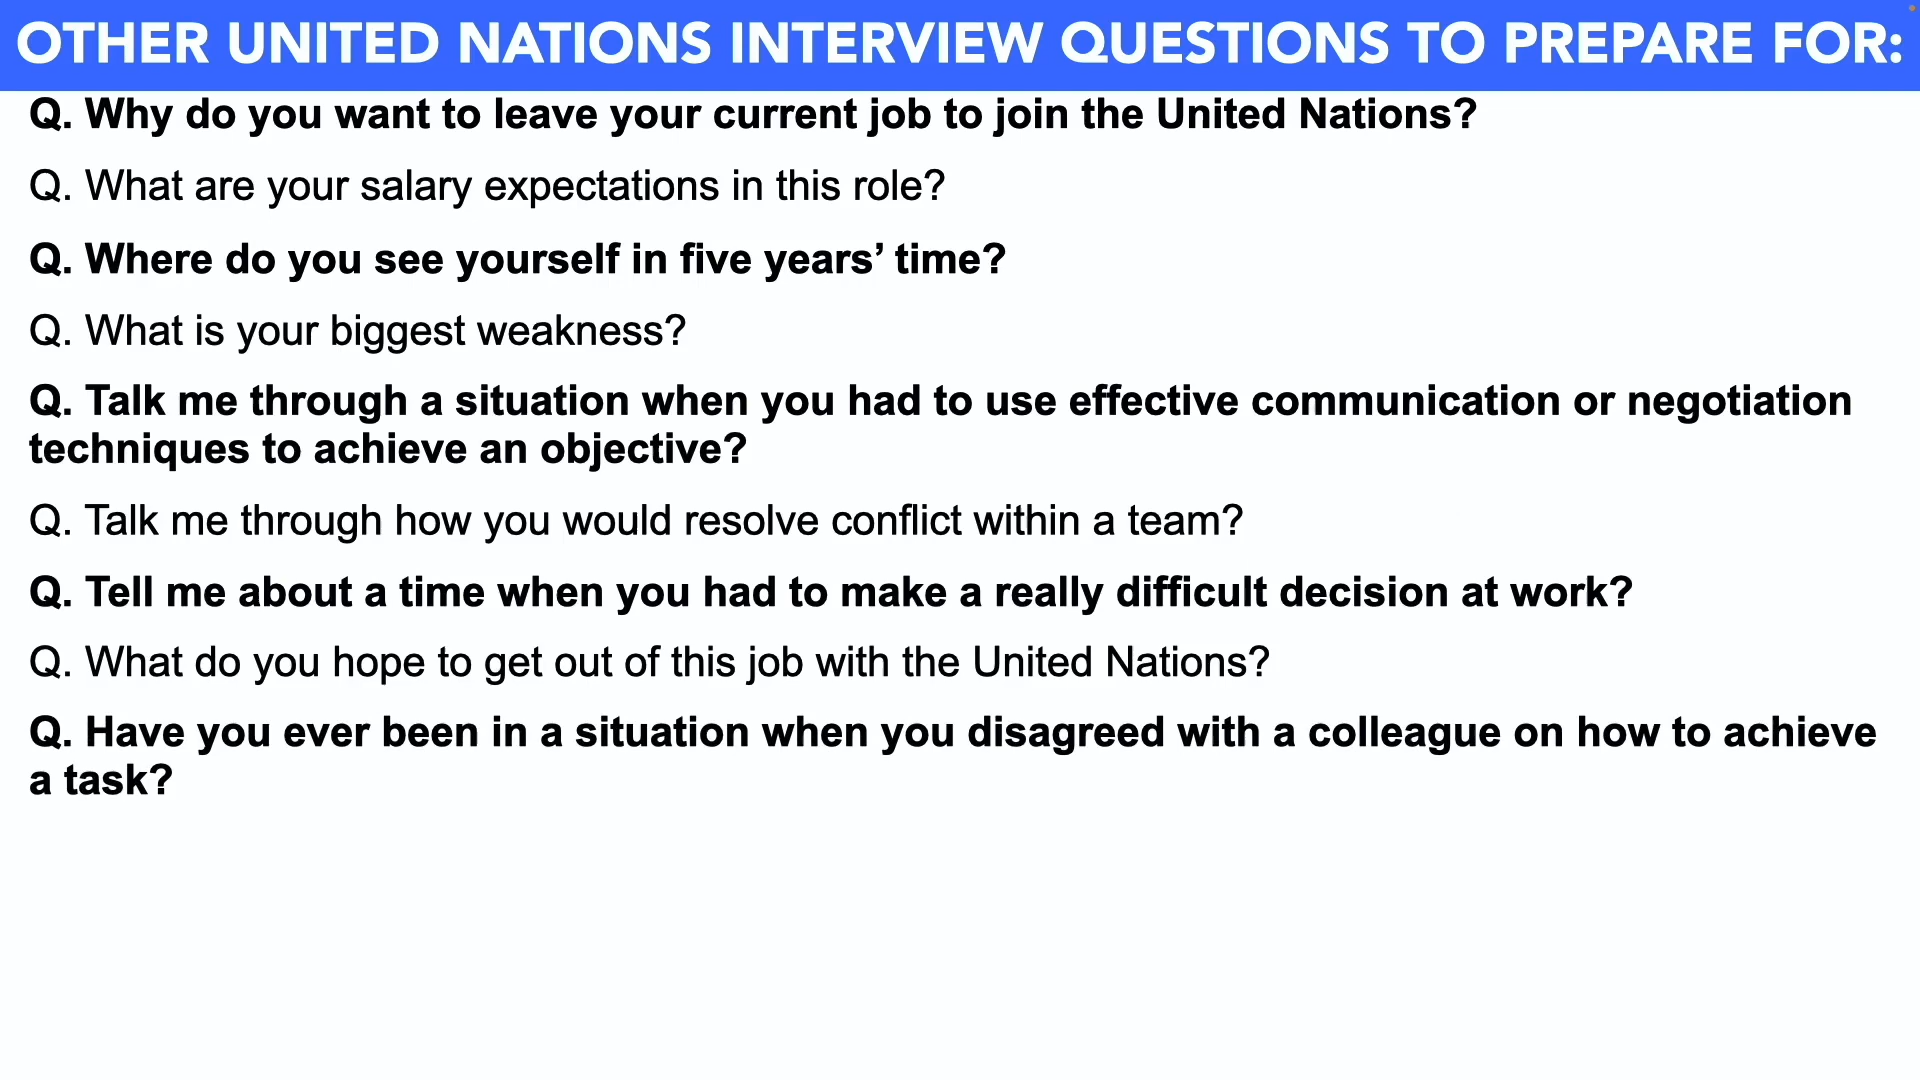 OTHER UNITED NATIONS INTERVIEW QUESTIONS TO PREPARE FOR:
Q. Why do you want to leave your current job to join the United Nations?
Q. What are your salary expectations in this role?
Q. Where do you see yourself in five years’ time?
Q. What is your biggest weakness?
Q. Talk me through a situation when you had to use effective communication or negotiation
techniques to achieve an objective?
Q. Talk me through how you would resolve conflict within a team?
Q. Tell me about a time when you had to make a really difficult decision at work?
Q. What do you hope to get out of this job with the United Nations?
Q. Have you ever been in a situation when you disagreed with a colleague on how to achieve
a task?